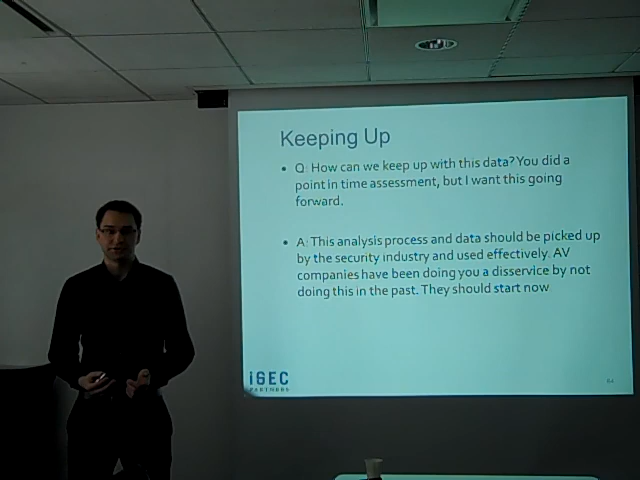 Keeping Up
• Q: How can we keep up with this data? You did a
point in time assessment, but I want this going
forward.
• A: This analysis process and data should be picked up
by the security industry and used effectively. AV
companies have been doing you a disservice by not
doing this in the past. They should start now
iSEC
PARTNERS
64